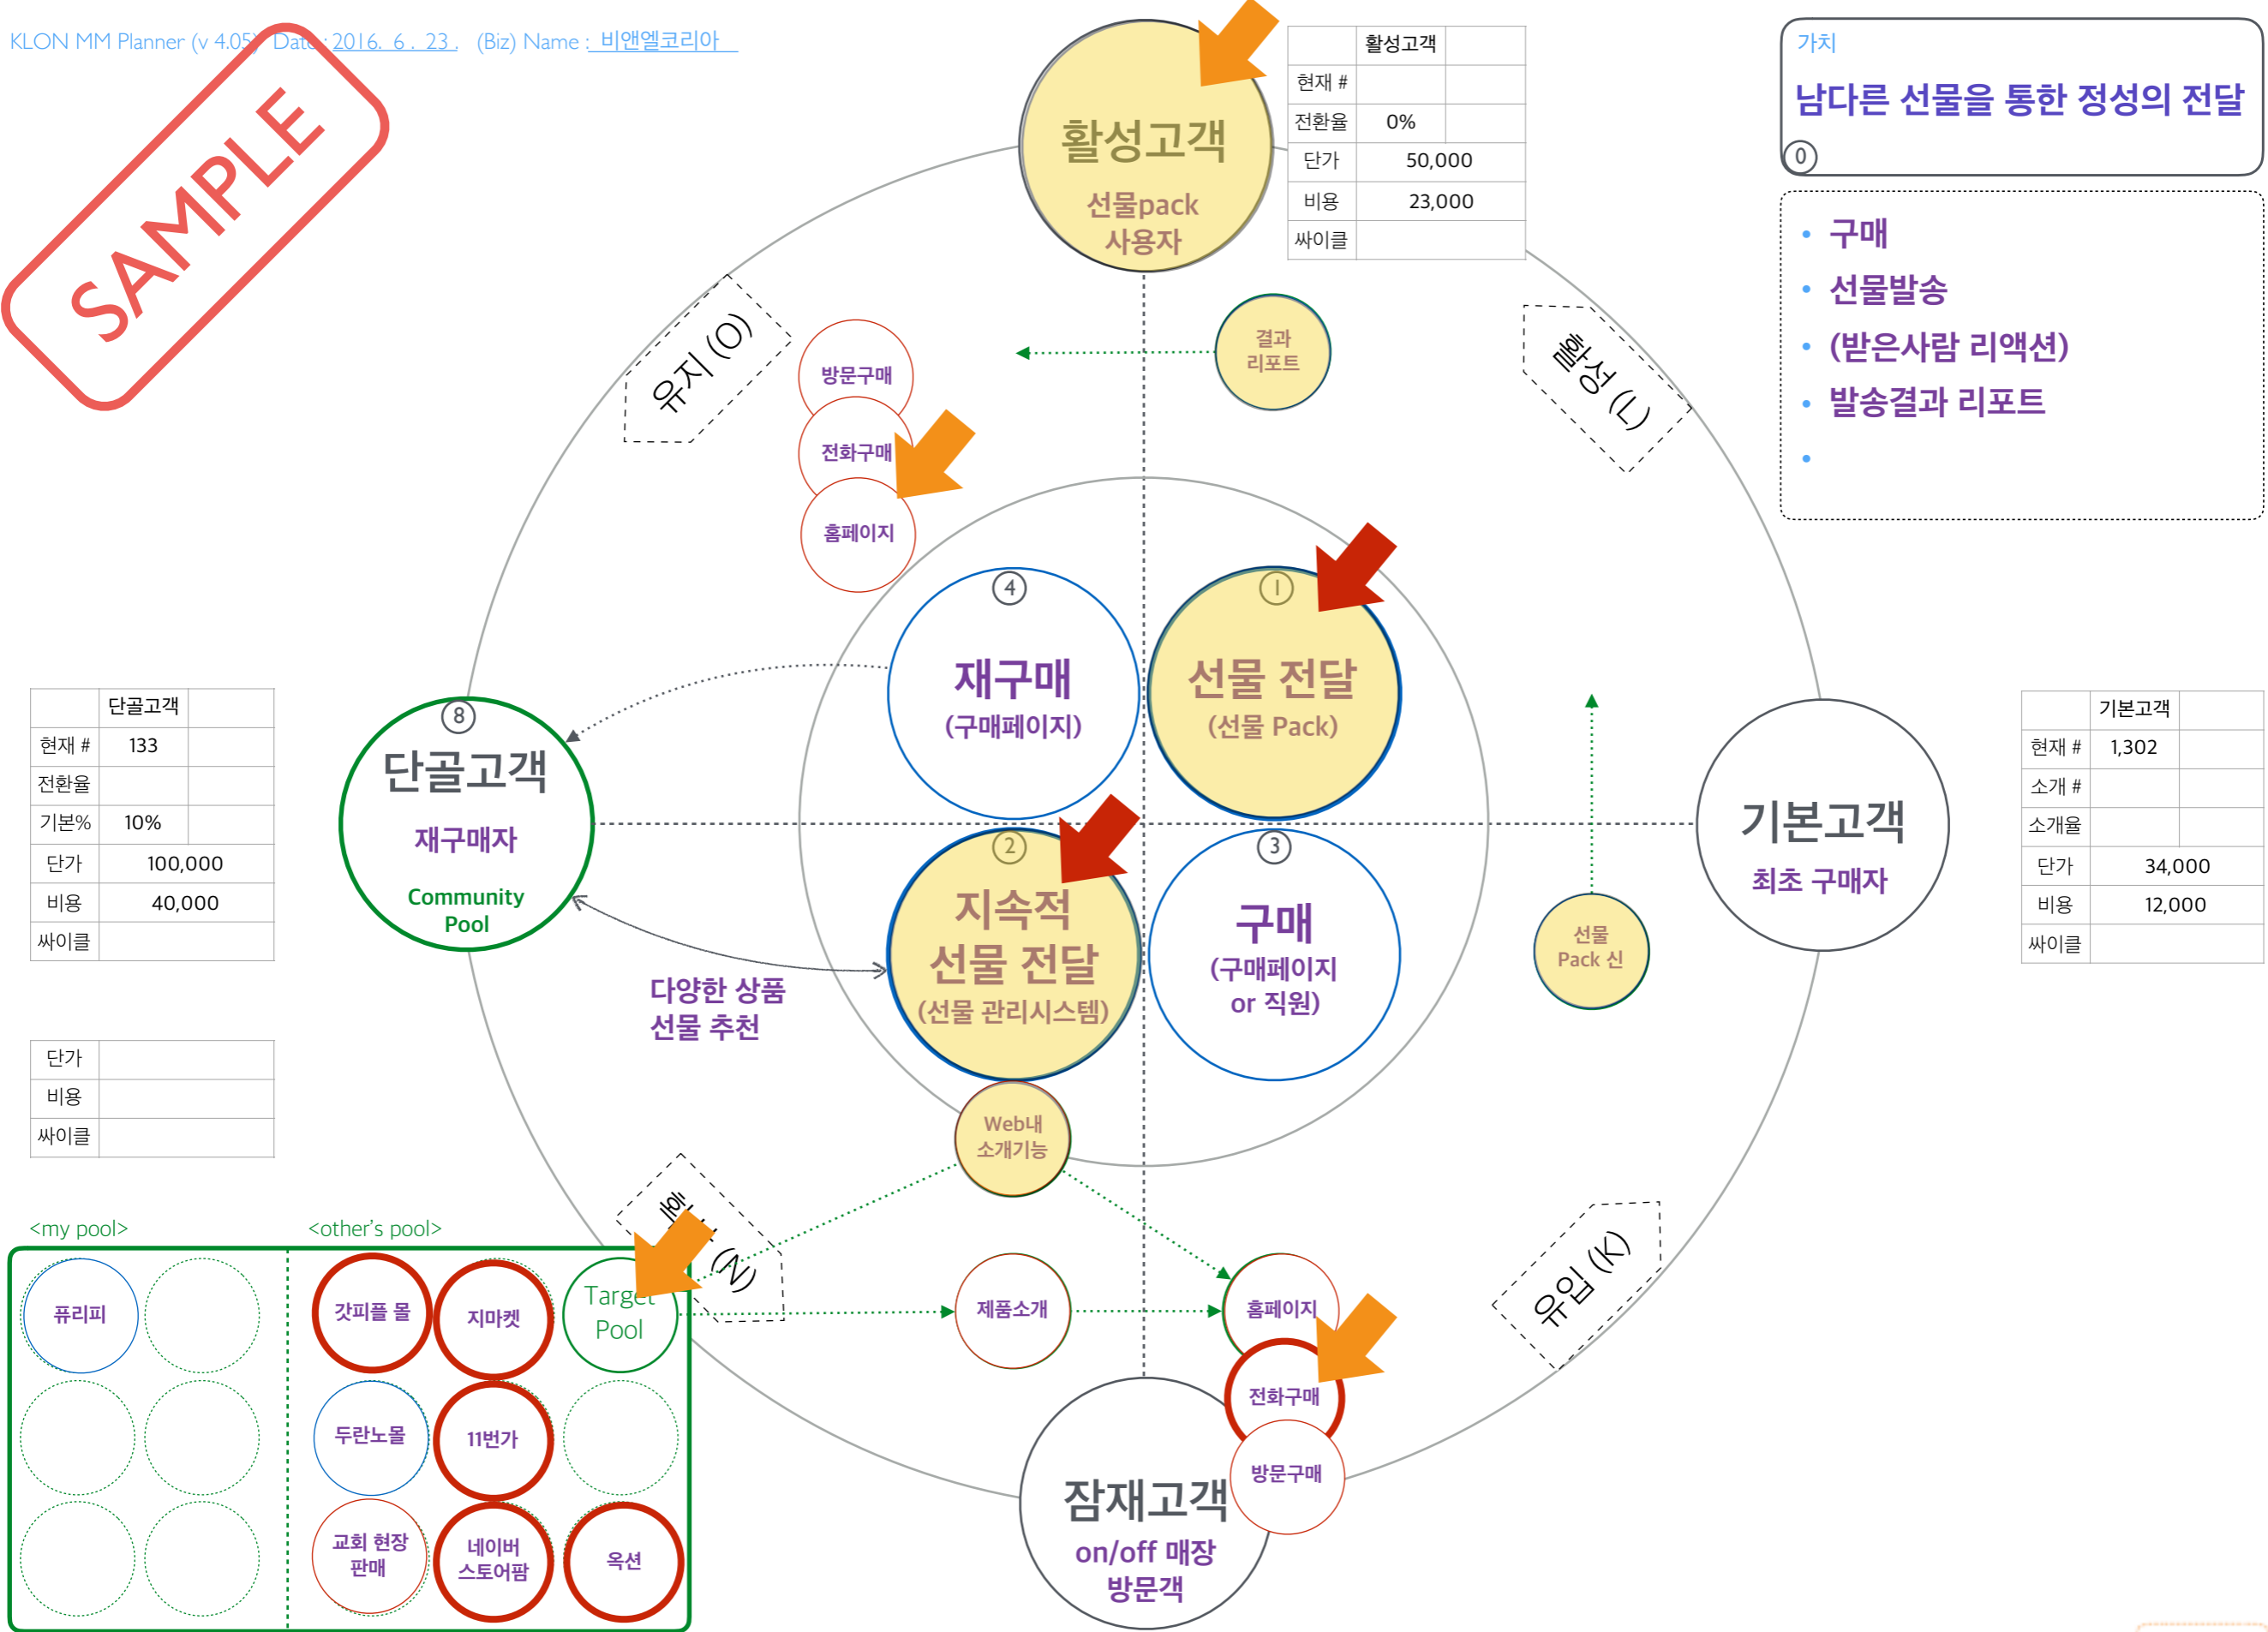 KLON MM Planner (v 4.05) Date : 2016. 6 . 23 . (Biz) Name : 비앤엘코리아
SAMPLE
활성고객
선물pack
사용자
활성고객
현재 #
전환율 0%
단가 50,000
비용 23,000
싸이클
가치
남다른 선물을 통한 정성의 전달
0
• 구매
• 선물발송
• (받은사람 리액션)
• 발송결과 리포트
•
유지 (O)
활성 (L)
결과
리포트
방문구매
전화구매
홈페이지
4
재구매
(구매페이지)
1
선물 전달
(선물 Pack)
2
지속적
선물 전달
(선물 관리시스템)
3
구매
(구매페이지
or 직원)
단골고객
현재 # 133
전환율
기본% 10%
단가 100,000
비용 40,000
싸이클
8
단골고객
재구매자
Community
Pool
다양한 상품
선물 추천
기본고객
최초 구매자
기본고객
현재 # 1,302
소개 #
소개율
단가 34,000
비용 12,000
싸이클
선물
Pack 신
단가
비용
싸이클
Web내
소개기능
(N)
유입 (K)
<my pool>
<other's pool>
퓨리피
갓피플 몰
지마켓
Target
Pool
두란노몰
11번가
교회 현장
판매
네이버
스토어팜
옥션
제품소개
홈페이지
전화구매
방문구매
잠재고객
on/off 매장
방문객